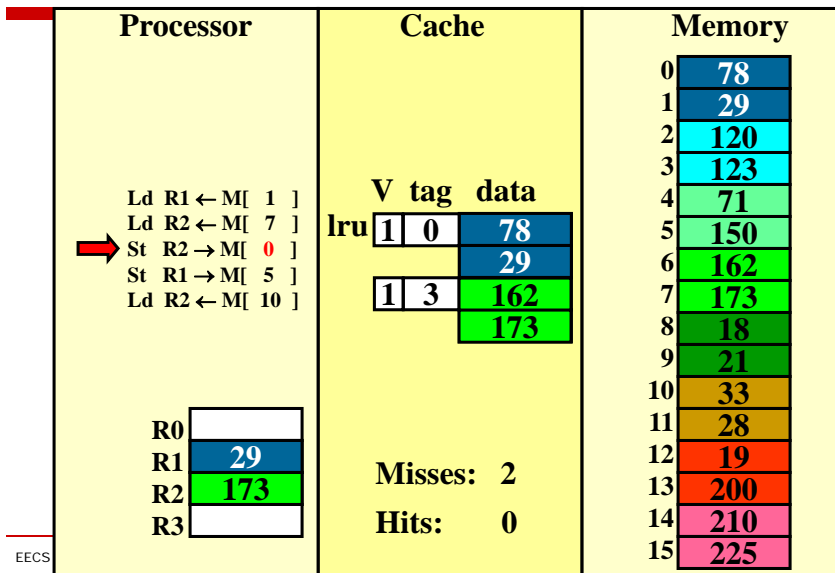 Processor
Ld R1 ← M[ 1 ]
Ld R2 ← M[ 7 ]
St R2 → M[ 0 ]
St R1 → M[ 5 ]
Ld R2 ← M[ 10 ]
R0
R1 29
R2 173
R3
Cache
V tag data
lru 1 0 78
29
1 3 162
173
Misses: 2
Hits: 0
Memory
0 78
1 29
2 120
3 123
4 71
5 150
6 162
7 173
8 18
9 21
10 33
11 28
12 19
13 200
14 210
15 225
EECS